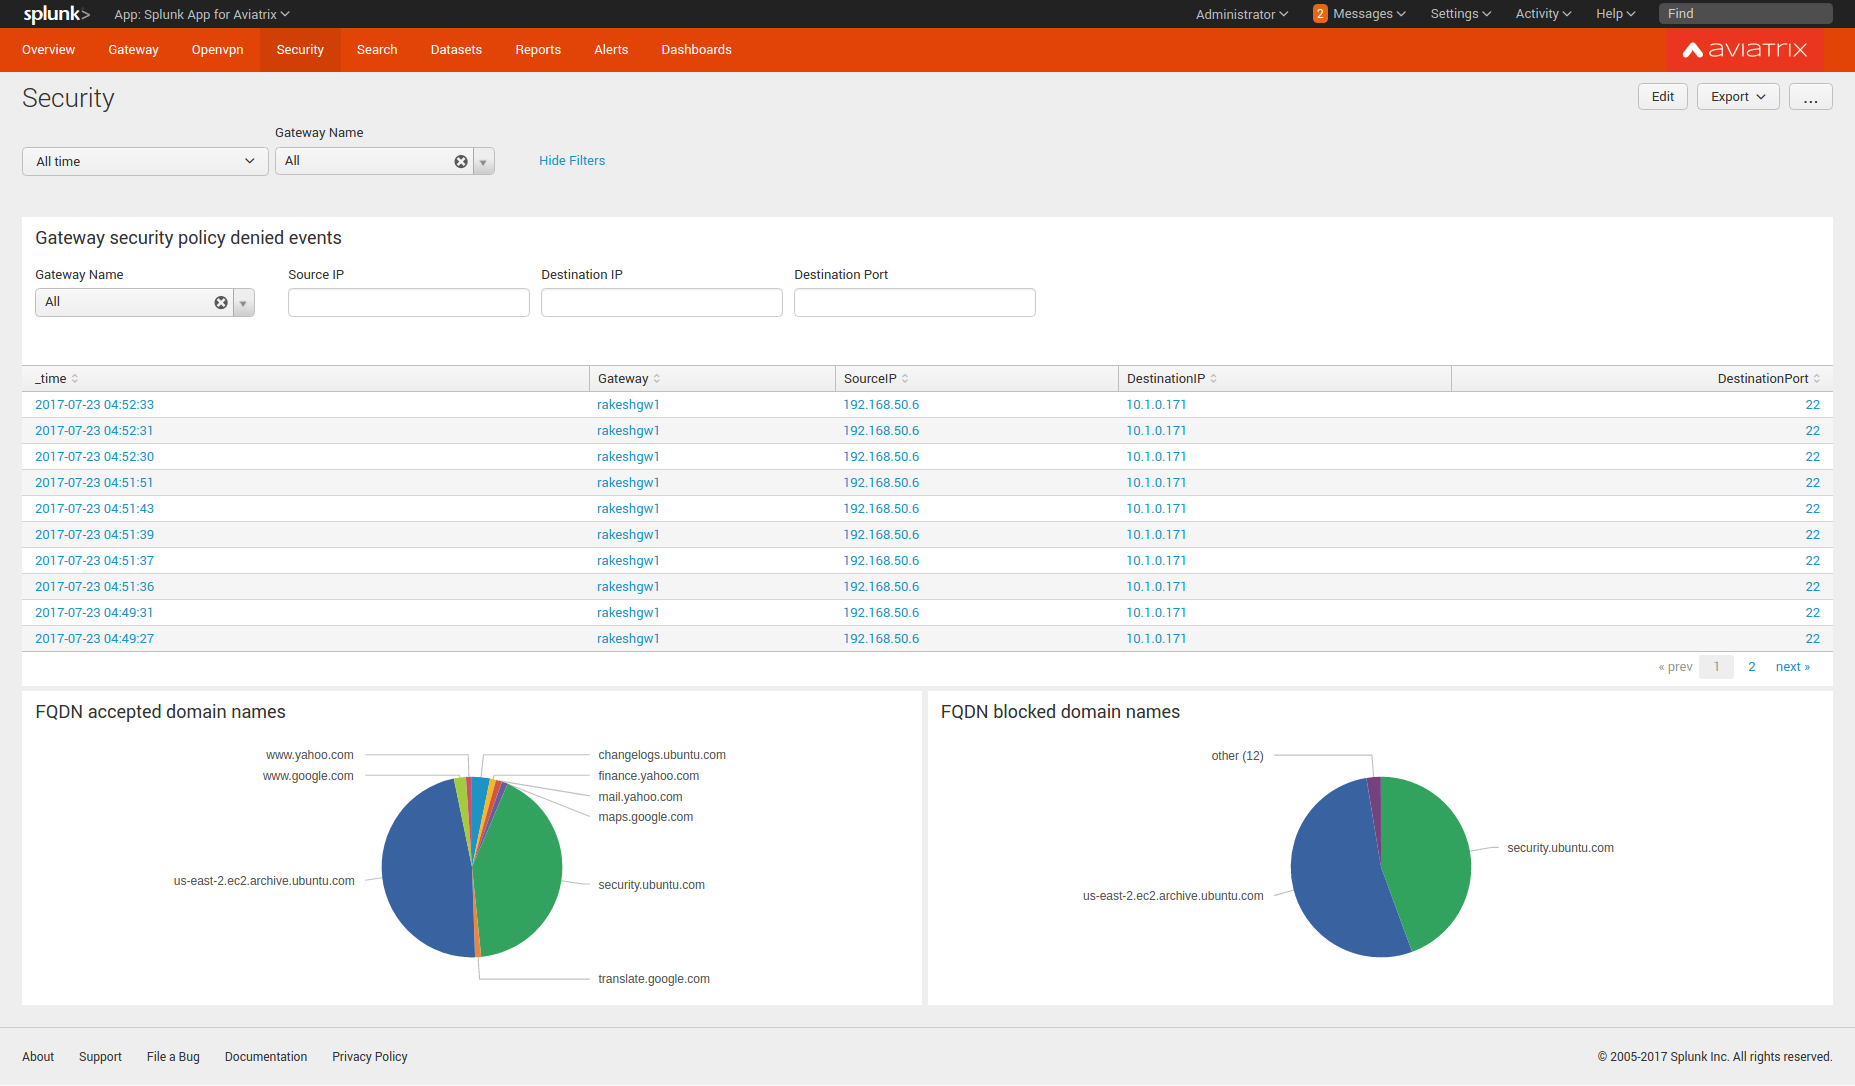 splunk> App: Splunk App for Aviatrix Administrator 2 Messages Settings Activity Help Find
Overview Gateway Openvpn Security Search Datasets Reports Alerts Dashboards aviatrix
Security Edit Export ...
Gateway Name
All time All Hide Filters
Gateway security policy denied events
Gateway Name Source IP Destination IP Destination Port
All
_time Gateway SourceIP DestinationIP DestinationPort
2017-07-23 04:52:33 rakeshgw1 192.168.50.6 10.1.0.171 22
2017-07-23 04:52:31 rakeshgw1 192.168.50.6 10.1.0.171 22
2017-07-23 04:52:30 rakeshgw1 192.168.50.6 10.1.0.171 22
2017-07-23 04:51:51 rakeshgw1 192.168.50.6 10.1.0.171 22
2017-07-23 04:51:43 rakeshgw1 192.168.50.6 10.1.0.171 22
2017-07-23 04:51:39 rakeshgw1 192.168.50.6 10.1.0.171 22
2017-07-23 04:51:37 rakeshgw1 192.168.50.6 10.1.0.171 22
2017-07-23 04:51:36 rakeshgw1 192.168.50.6 10.1.0.171 22
2017-07-23 04:49:31 rakeshgw1 192.168.50.6 10.1.0.171 22
2017-07-23 04:49:27 rakeshgw1 192.168.50.6 10.1.0.171 22
« prev 1 2 next »
FQDN accepted domain names
www.yahoo.com changelogs.ubuntu.com
www.google.com finance.yahoo.com
mail.yahoo.com
maps.google.com
us-east-2.ec2.archive.ubuntu.com security.ubuntu.com
translate.google.com
FQDN blocked domain names
other (12)
security.ubuntu.com
us-east-2.ec2.archive.ubuntu.com
About Support File a Bug Documentation Privacy Policy © 2005-2017 Splunk Inc. All rights reserved.